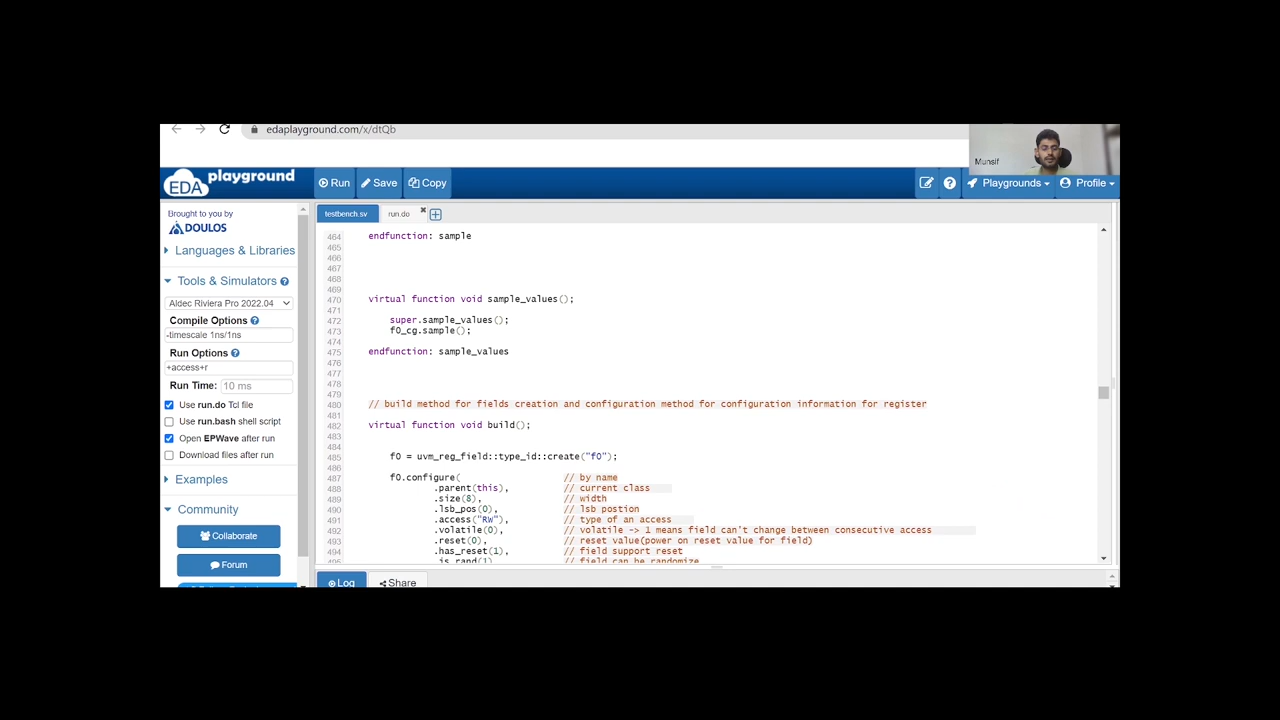 edaplayground.com/x/dtQb
Munsif
EDA playground
Run
Save
Copy
Playgrounds
Profile
Brought to you by
DOULOS
Languages & Libraries
Tools & Simulators
Aldec Riviera Pro 2022.04
Compile Options
-timescale 1ns/1ns
Run Options
+access+r
Run Time: 10 ms
Use run.do Tcl file
Use run.bash shell script
Open EPWave after run
Download files after run
Examples
Community
Collaborate
Forum
testbench.sv
run.do
464 endfunction: sample
465
466
467
468
469
470 virtual function void sample_values();
471
472 super.sample_values();
473 f0_cg.sample();
474
475 endfunction: sample_values
476
477
478
479
480 // build method for fields creation and configuration method for configuration information for register
481
482 virtual function void build();
483
484
485 f0 = uvm_reg_field::type_id::create("f0");
486
487 f0.configure( // by name
488 .parent(this), // current class
489 .size(8), // width
490 .lsb_pos(0), // lsb postion
491 .access("RW"), // type of an access
492 .volatile(0), // volatile -> 1 means field can't change between consecutive access
493 .reset(0), // reset value(power on reset value for field)
494 .has_reset(1), // field support reset
495 .is_rand(1) // field can be randomize
Log
Share